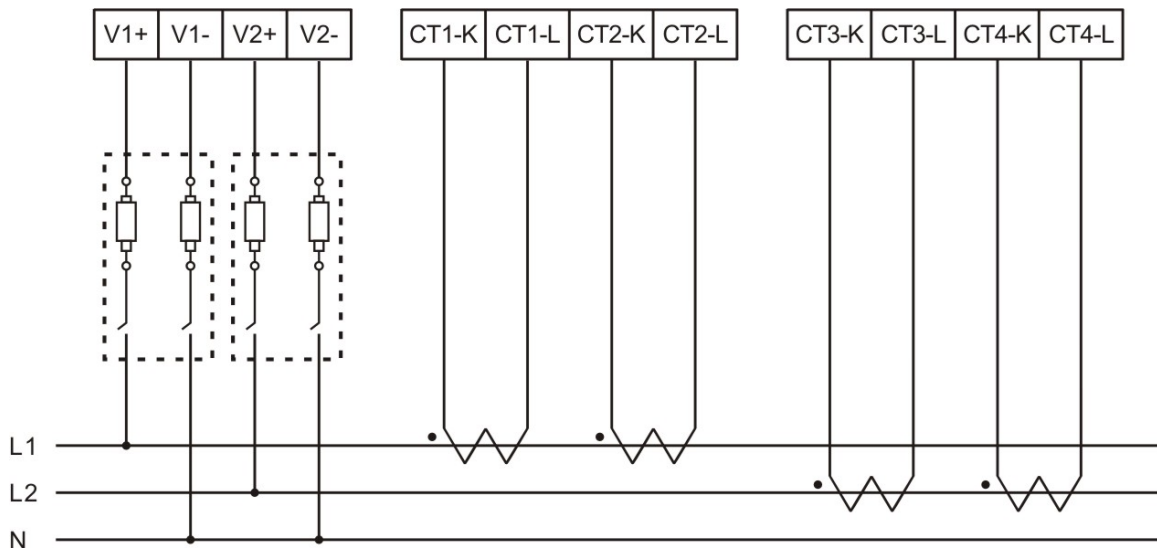 V1+ V1- V2+ V2- CT1-K CT1-L CT2-K CT2-L CT3-K CT3-L CT4-K CT4-L
L1
L2
N